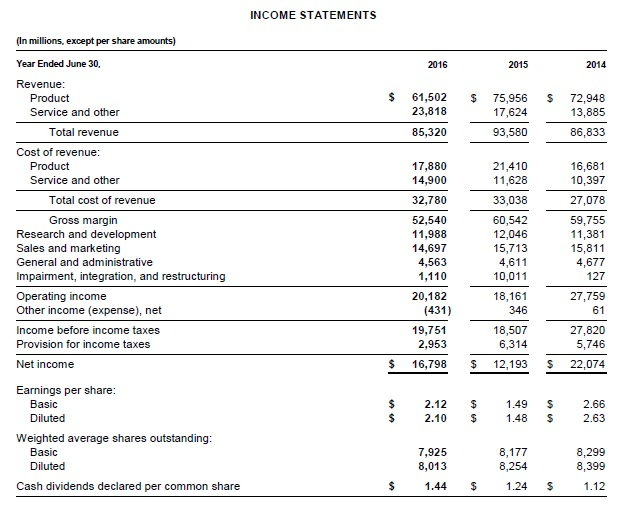 INCOME STATEMENTS
(In millions, except per share amounts)
Year Ended June 30, 2016 2015 2014
Revenue:
Product $ 61,502 $ 75,956 $ 72,948
Service and other 23,818 17,624 13,885
Total revenue 85,320 93,580 86,833
Cost of revenue:
Product 17,880 21,410 16,681
Service and other 14,900 11,628 10,397
Total cost of revenue 32,780 33,038 27,078
Gross margin 52,540 60,542 59,755
Research and development 11,988 12,046 11,381
Sales and marketing 14,697 15,713 15,811
General and administrative 4,563 4,611 4,677
Impairment, integration, and restructuring 1,110 10,011 127
Operating income 20,182 18,161 27,759
Other income (expense), net (431) 346 61
Income before income taxes 19,751 18,507 27,820
Provision for income taxes 2,953 6,314 5,746
Net income $ 16,798 $ 12,193 $ 22,074
Earnings per share:
Basic $ 2.12 $ 1.49 $ 2.66
Diluted $ 2.10 $ 1.48 $ 2.63
Weighted average shares outstanding:
Basic 7,925 8,177 8,299
Diluted 8,013 8,254 8,399
Cash dividends declared per common share $ 1.44 $ 1.24 $ 1.12